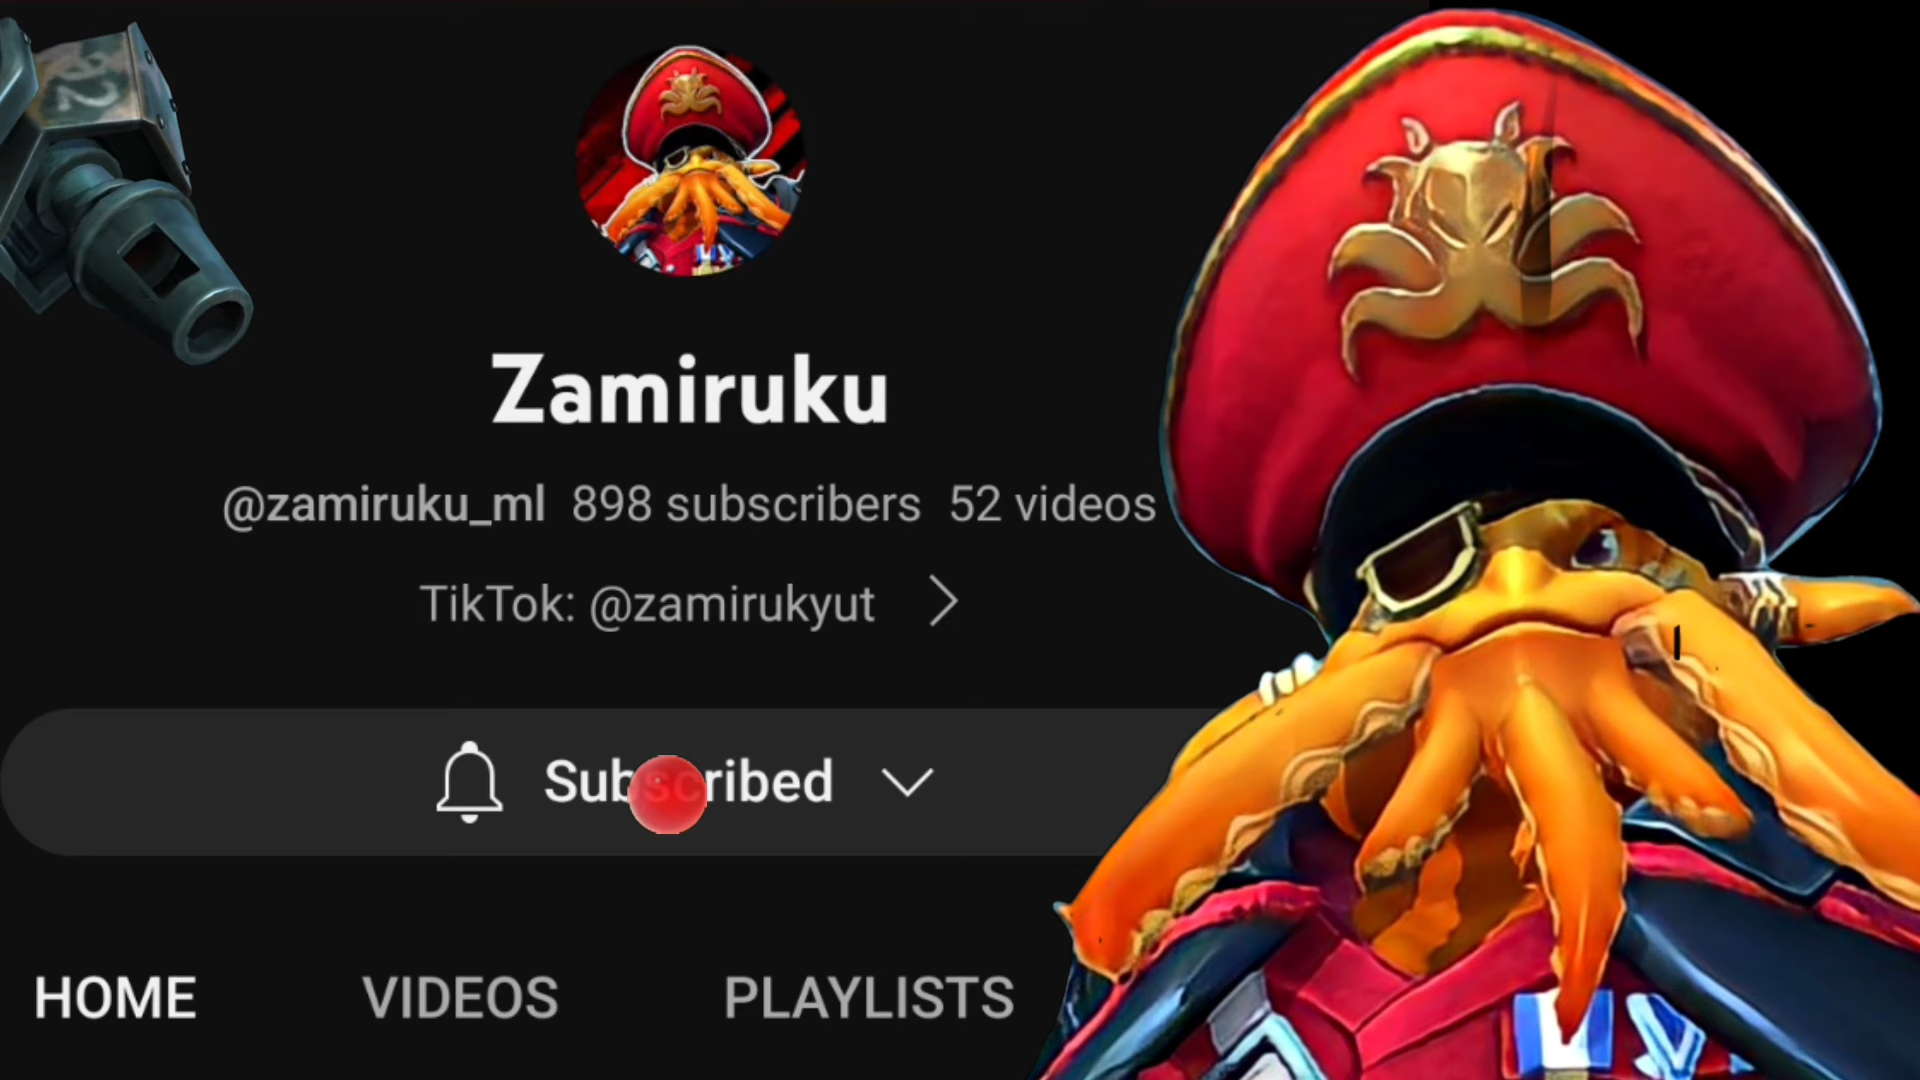 Zamiruku
@zamiruku_ml 898 subscribers 52 videos
TikTok: @zamirukyut
Subscribed
HOME VIDEOS PLAYLISTS